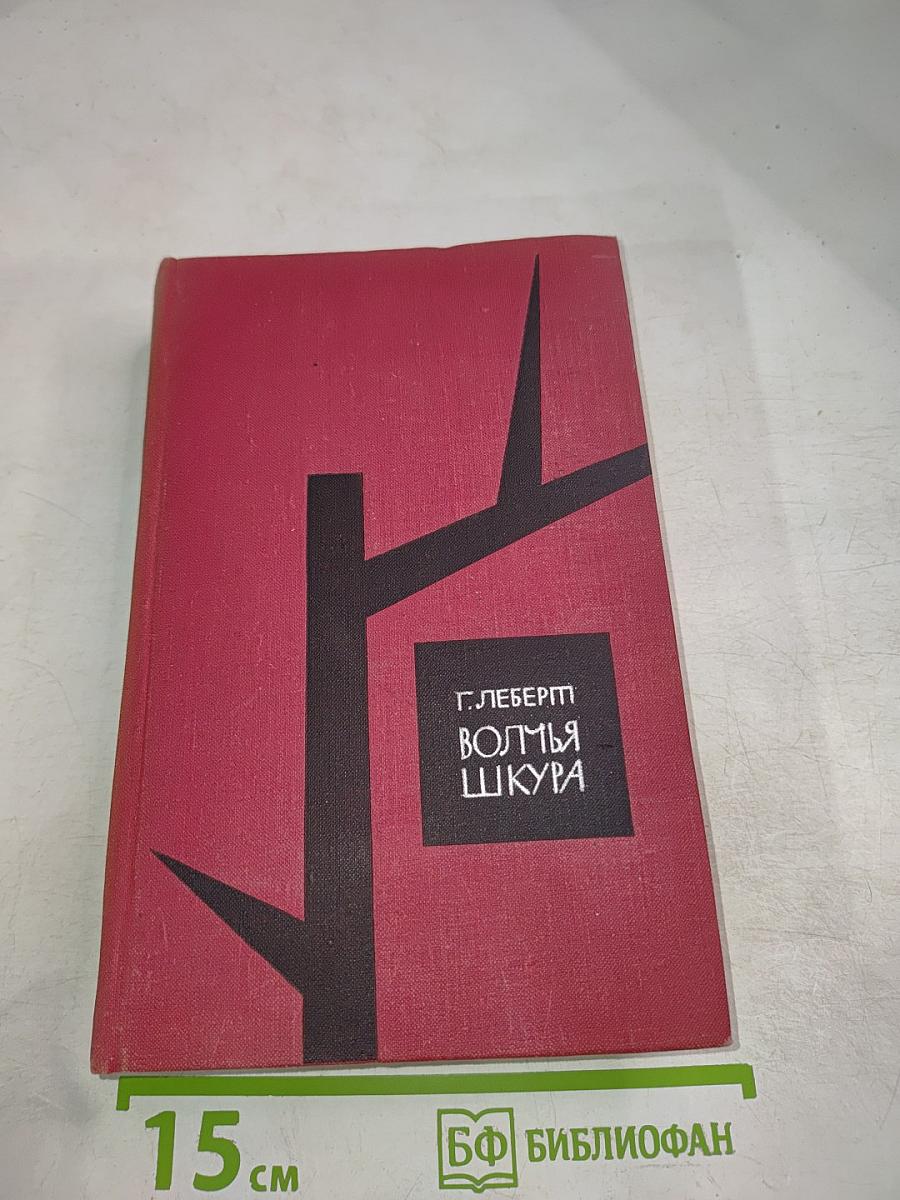 Г. ЛЕБЕРТ
ВОЛЧЬЯ
ШКУРА
15 см
БФ БИБЛИОФАН